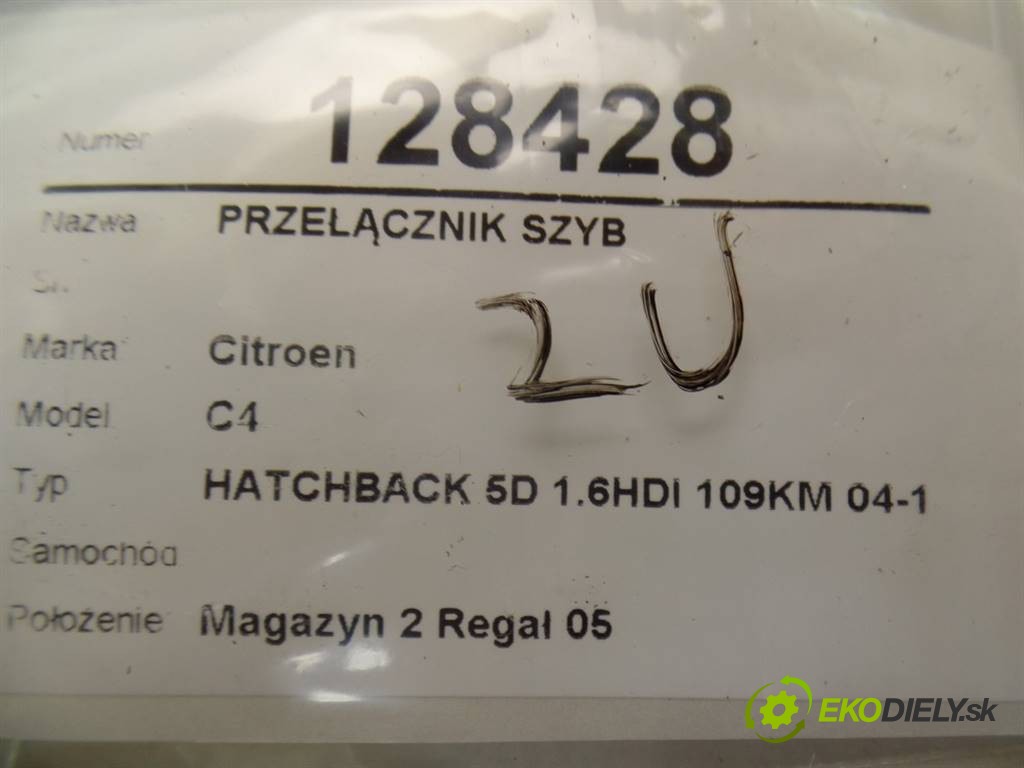 Numer 128428
Nazwa PRZEŁĄCZNIK SZYB
2U
Marka Citroen
Model C4
Typ HATCHBACK 5D 1.6HDI 109KM 04-1
Samochód
Położenie Magazyn 2 Regał 05
EKODIELY.sk